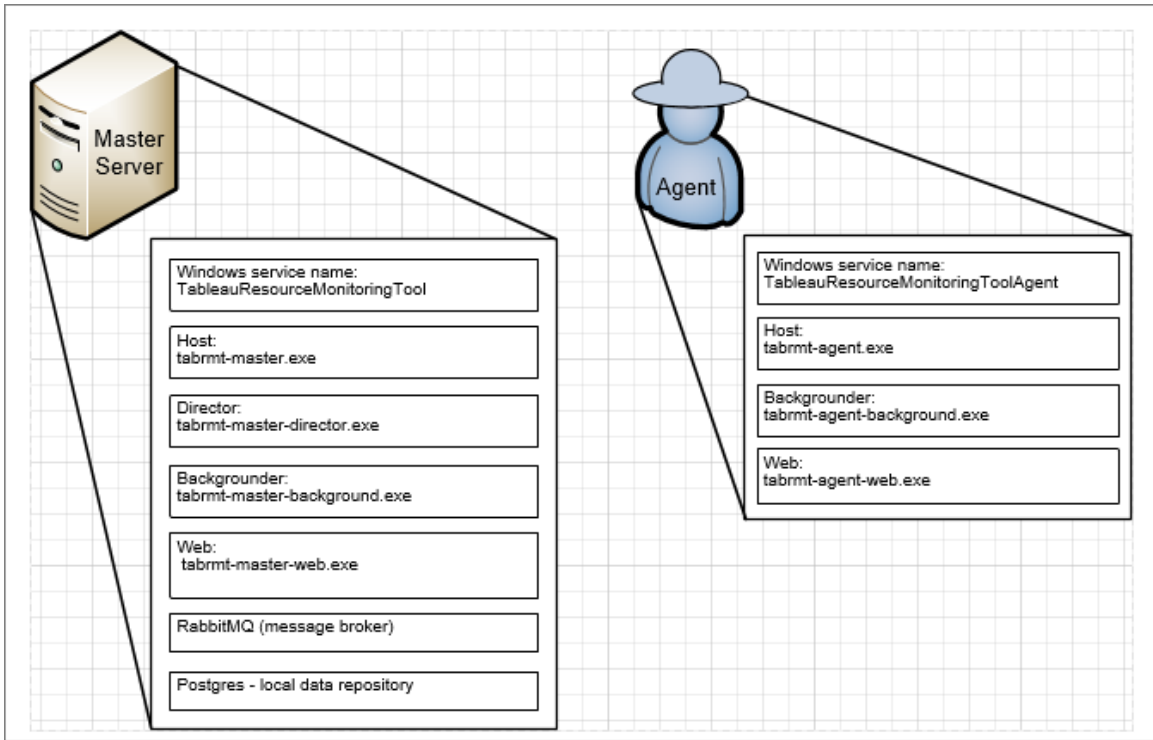 Master
Server
Windows service name:
TableauResourceMonitoringTool
Host:
tabrmt-master.exe
Director:
tabrmt-master-director.exe
Backgrounder:
tabrmt-master-background.exe
Web:
tabrmt-master-web.exe
RabbitMQ (message broker)
Postgres - local data repository
Agent
Windows service name:
TableauResourceMonitoringToolAgent
Host:
tabrmt-agent.exe
Backgrounder:
tabrmt-agent-background.exe
Web:
tabrmt-agent-web.exe